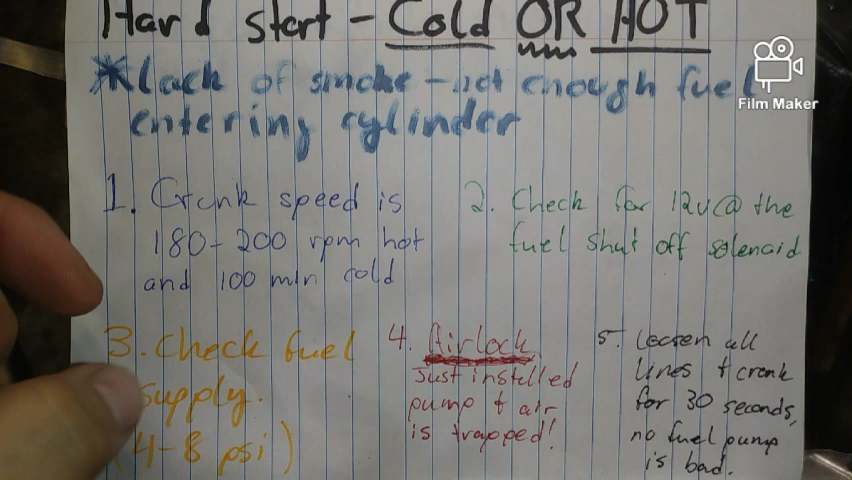 Hard start - Cold OR HOT
*Lack of smoke - not enough fuel
entering cylinder
1. Crank speed is
180-200 rpm hot
and 100 min cold
2. Check for 12v@ the
fuel shut off solenoid
3. Check fuel
supply.
(4-8 psi)
4. Airlock
Just installed
pump + air
is trapped!
5. Loosen all
lines + crank
for 30 seconds,
no fuel pump
is bad.
Film Maker